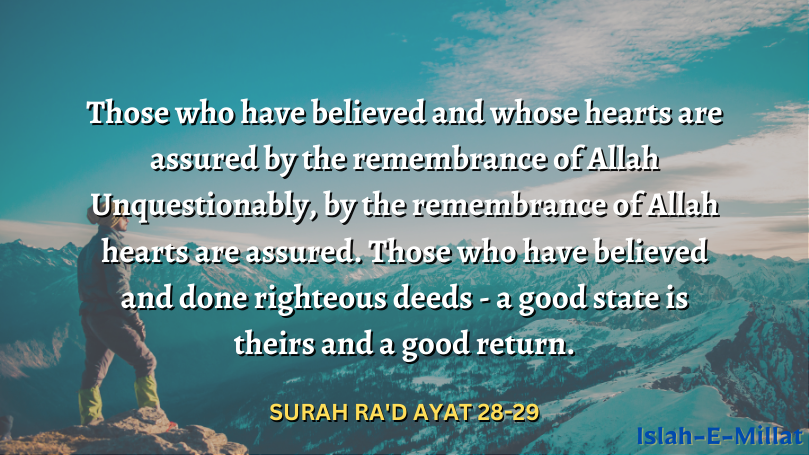 Those who have believed and whose hearts are
assured by the remembrance of Allah
Unquestionably, by the remembrance of Allah
hearts are assured. Those who have believed
and done righteous deeds - a good state is
theirs and a good return.
SURAH RA'D AYAT 28-29
Islah-E-Millat